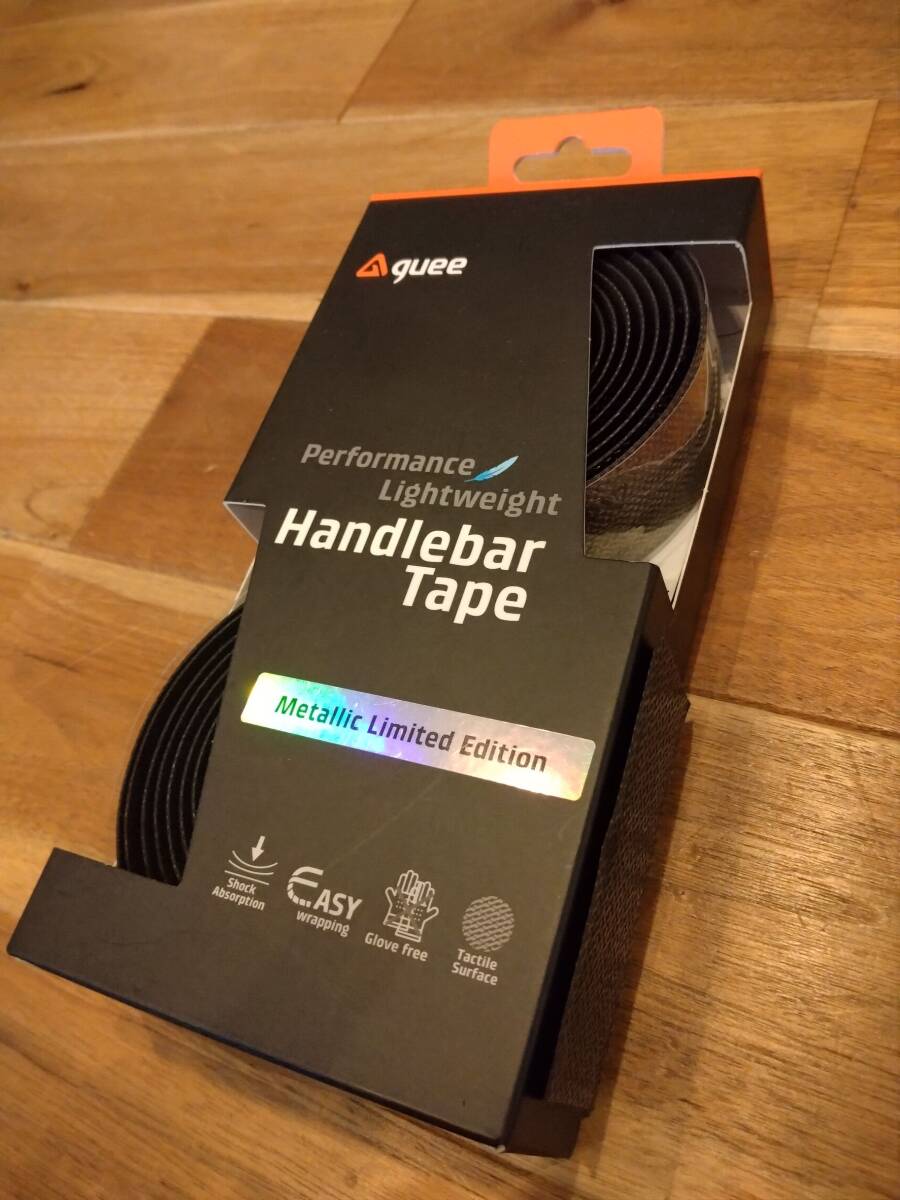 guee
Performance
Lightweight
Handlebar
Tape
Metallic Limited Edition
Shock
Absorption
EASY
wrapping
Glove free
Tactile
Surface